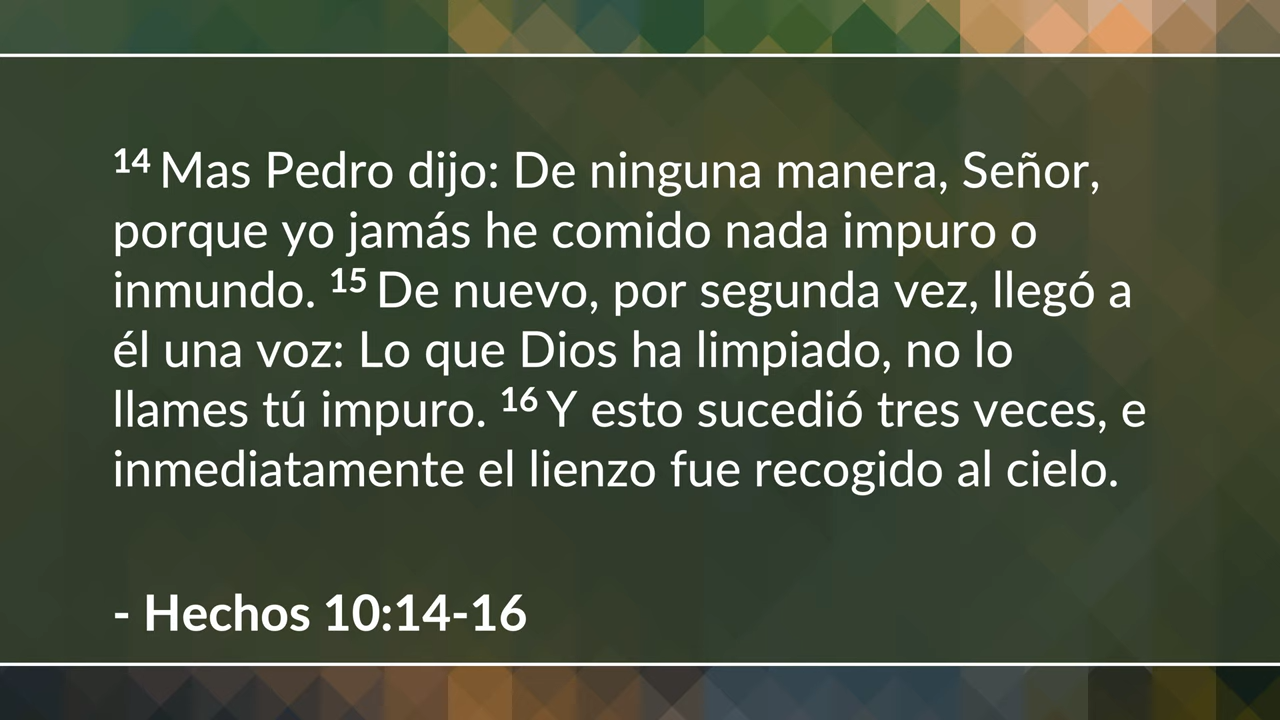 14 Mas Pedro dijo: De ninguna manera, Señor,
porque yo jamás he comido nada impuro o
inmundo. 15 De nuevo, por segunda vez, llegó a
él una voz: Lo que Dios ha limpiado, no lo
llames tú impuro. 16 Y esto sucedió tres veces, e
inmediatamente el lienzo fue recogido al cielo.
- Hechos 10:14-16